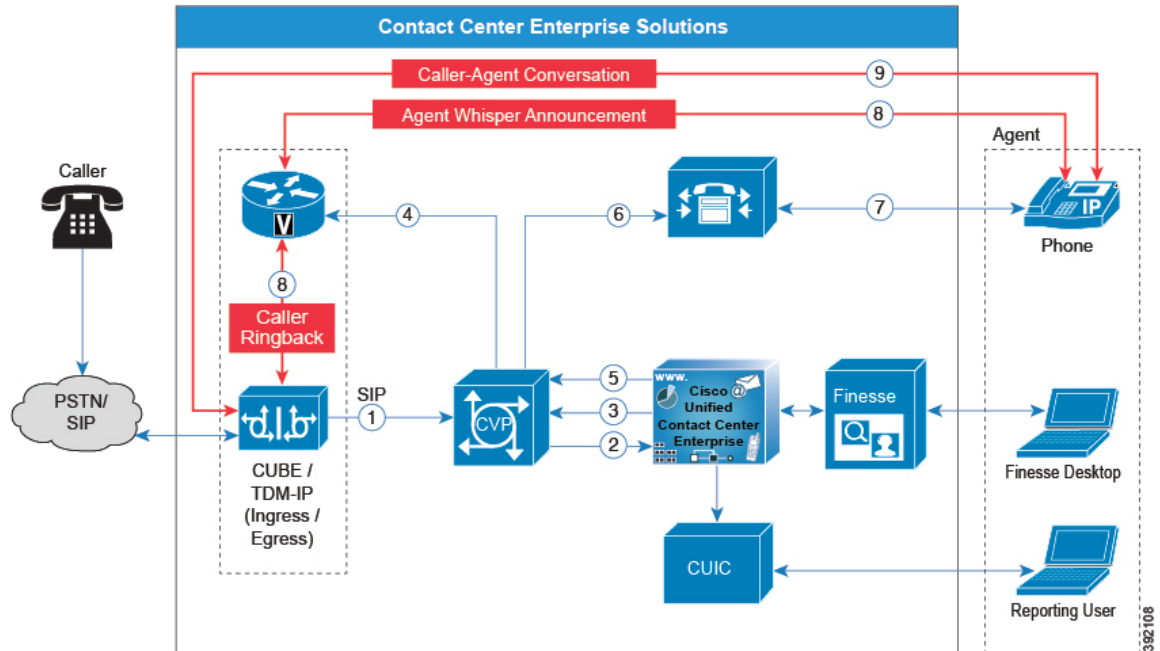 Contact Center Enterprise Solutions
Caller-Agent Conversation
9
Agent Whisper Announcement
8
Agent
Caller
V
4
6
7
IP
Phone
8
Caller
Ringback
PSTN/
SIP
SIP
1
CUBE /
TDM-IP
(Ingress /
Egress)
CVP
5
3
2
www.
@
Cisco
Unified
Contact Center
Enterprise
Finesse
Finesse Desktop
CUIC
Reporting User
392108